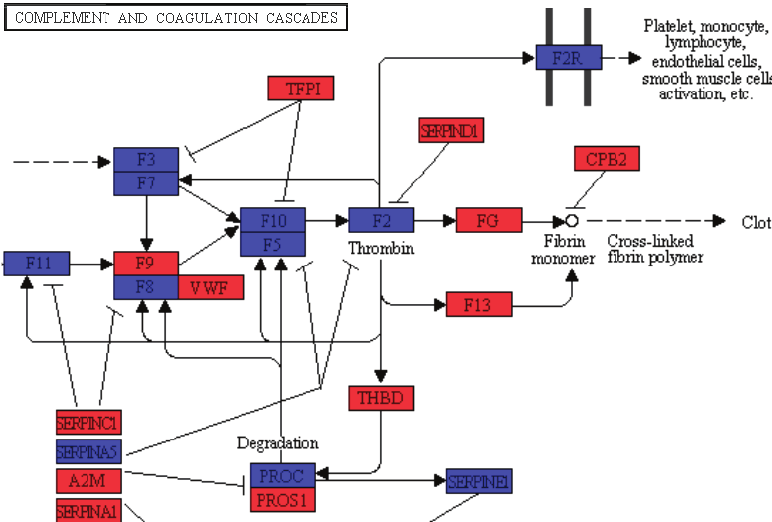 COMPLEMENT AND COAGULATION CASCADES
F2R
Platelet, monocyte,
lymphocyte,
endothelial cells,
smooth muscle cells
activation, etc.
TFPI
SERPIND1
CPB2
F3
F7
F10
F5
F2
Thrombin
FG
Fibrin
monomer
Cross-linked
fibrin polymer
Clot
F11
F9
F8
VWF
F13
THBD
SERPINC1
SERPINA5
A2M
SERPINA1
Degradation
PROC
PROS1
SERPINE1